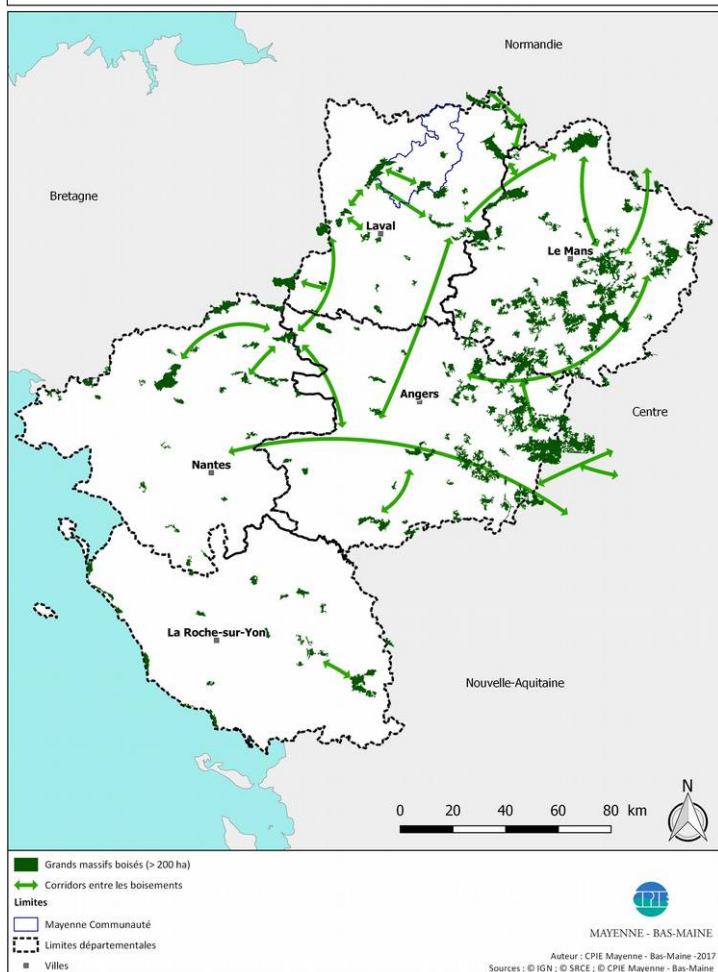 Normandie
Bretagne
Laval
Le Mans
Angers
Centre
Nantes
La Roche-sur-Yon
Nouvelle-Aquitaine
N
0 20 40 60 80 km
Grands massifs boisés (> 200 ha)
Corridors entre les boisements
Limites
Mayenne Communauté
Limites départementales
Villes
CPIE
MAYENNE - BAS-MAINE
Auteur : CPIE Mayenne - Bas-Maine -2017
Sources : © IGN ; © SRCE ; © CPIE Mayenne - Bas-Maine